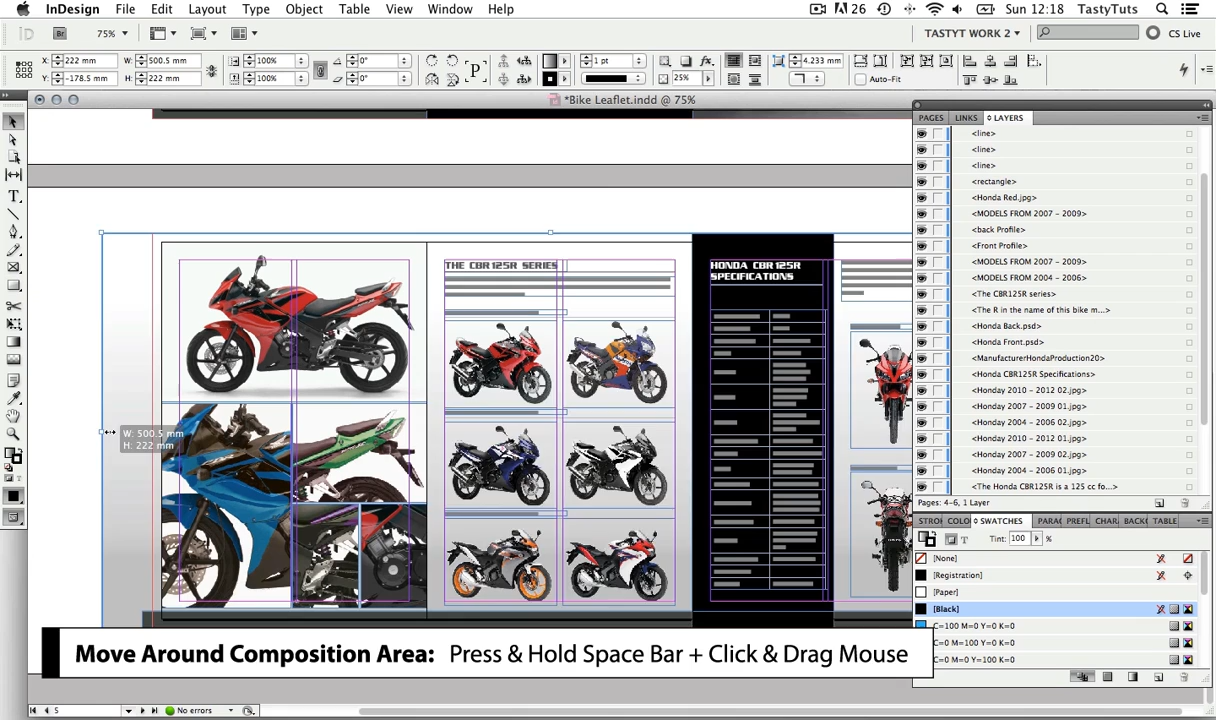 InDesign File Edit Layout Type Object Table View Window Help 26 Sun 12:18 TastyTuts
Br 75% TASTYT WORK 2 CS Live
X: 222 mm W: 500.5 mm 100% 0° P 1 pt fx. 4.233 mm
Y: -178.5 mm H: 222 mm 100% 0° 25% Auto-Fit
*Bike Leaflet.indd @ 75%
PAGES LINKS LAYERS
<line>
<line>
<line>
<rectangle>
<Honda Red.jpg>
<MODELS FROM 2007 - 2009>
<back Profile>
<Front Profile>
<MODELS FROM 2007 - 2009>
<MODELS FROM 2004 - 2006>
<The CBR125R series>
<The R in the name of this bike m...>
<Honda Back.psd>
<Honda Front.psd>
<ManufacturerHondaProduction20>
<Honda CBR125R Specifications>
<Honday 2010 - 2012 02.jpg>
<Honday 2007 - 2009 01.jpg>
<Honday 2004 - 2006 02.jpg>
<Honday 2010 - 2012 01.jpg>
<Honday 2007 - 2009 02.jpg>
<Honday 2004 - 2006 01.jpg>
<The Honda CBR125R is a 125 cc fo...>
Pages: 4-6, 1 Layer
THE CBR125R SERIES
HONDA CBR125R
SPECIFICATIONS
W: 500.5 mm
H: 222 mm
STRO COLO SWATCHES PARA PREFL CHAR BACK TABLE
T Tint: 100 %
[None]
[Registration]
[Paper]
[Black]
C=100 M=0 Y=0 K=0
C=0 M=100 Y=0 K=0
C=0 M=0 Y=100 K=0
Move Around Composition Area: Press & Hold Space Bar + Click & Drag Mouse
5 No errors